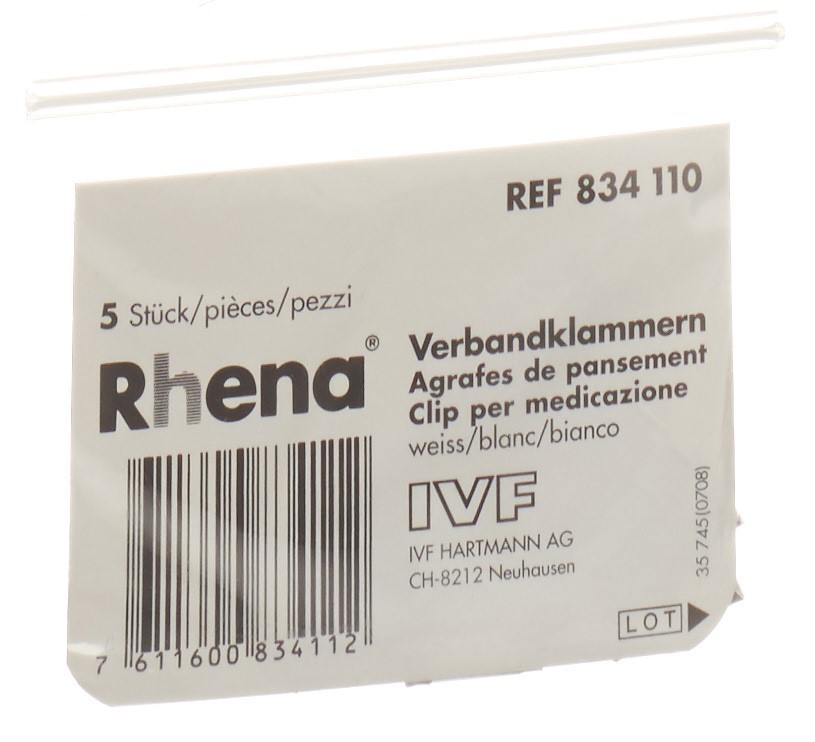 REF 834 110
5 Stück/pièces/pezzi
Rhena®
Verbandklammern
Agrafes de pansement
Clip per medicazione
weiss/blanc/bianco
IVF
IVF HARTMANN AG
CH-8212 Neuhausen
35 745(0708)
LOT
7 611600 834112